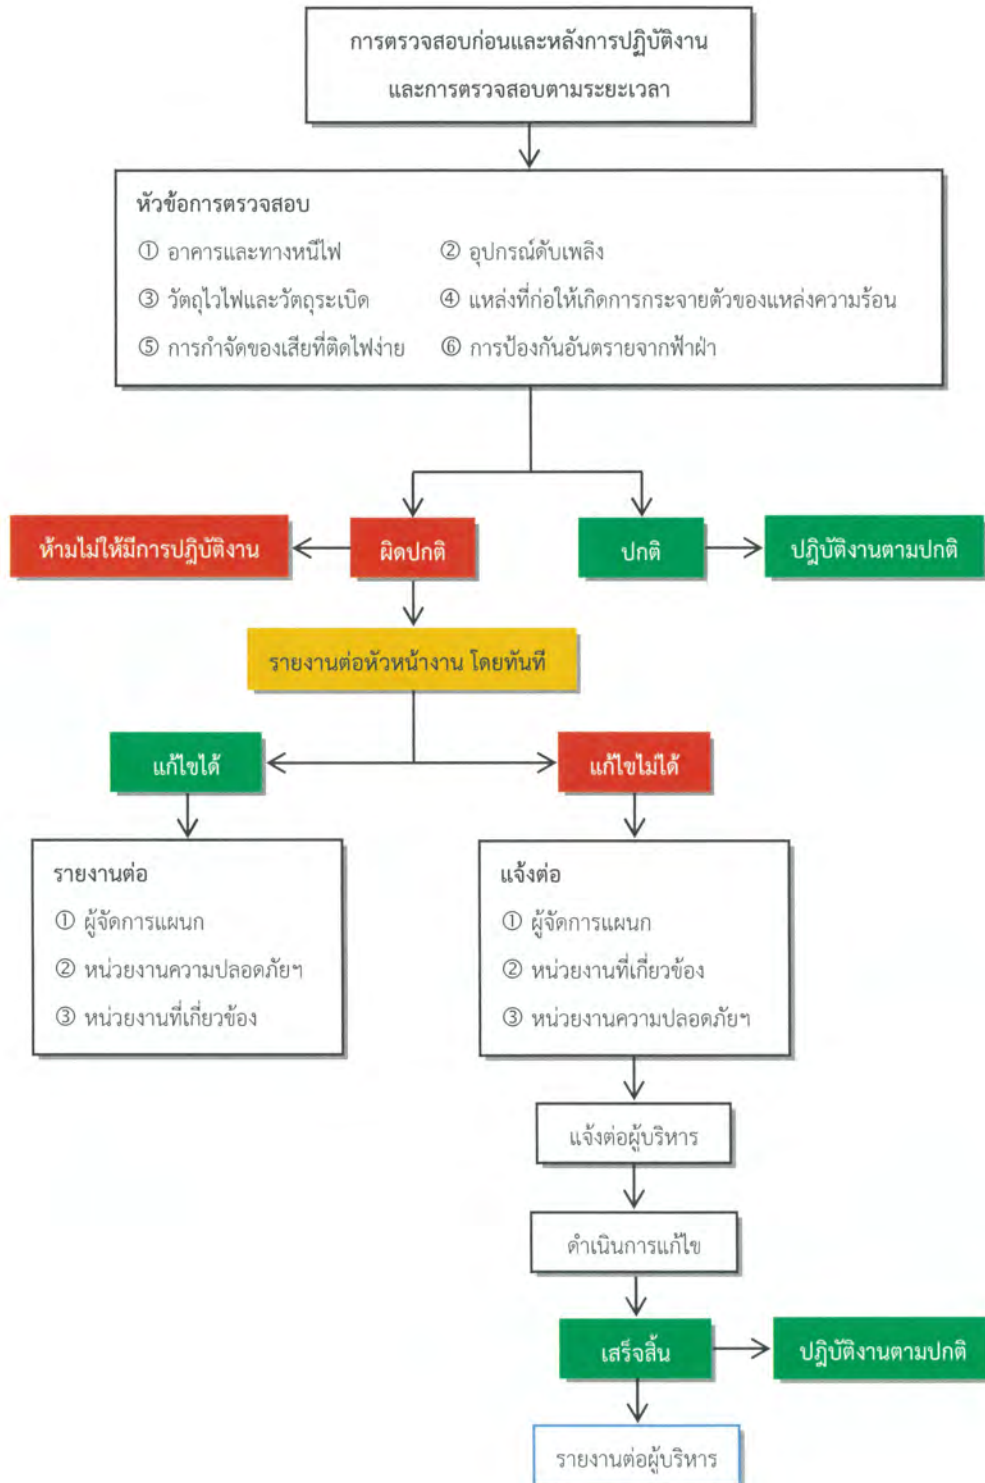 การตรวจสอบก่อนและหลังการปฏิบัติงาน
และการตรวจสอบตามระยะเวลา
หัวข้อการตรวจสอบ
① อาคารและทางหนีไฟ ② อุปกรณ์ดับเพลิง
③ วัตถุไวไฟและวัตถุระเบิด ④ แหล่งที่ก่อให้เกิดการกระจายตัวของแหล่งความร้อน
⑤ การกำจัดของเสียที่ติดไฟง่าย ⑥ การป้องกันอันตรายจากฟ้าผ่า
ห้ามไม่ให้มีการปฏิบัติงาน ผิดปกติ ปกติ ปฏิบัติงานตามปกติ
รายงานต่อหัวหน้างาน โดยทันที
แก้ไขได้ แก้ไขไม่ได้
รายงานต่อ
① ผู้จัดการแผนก
② หน่วยงานความปลอดภัยฯ
③ หน่วยงานที่เกี่ยวข้อง
แจ้งต่อ
① ผู้จัดการแผนก
② หน่วยงานที่เกี่ยวข้อง
③ หน่วยงานความปลอดภัยฯ
แจ้งต่อผู้บริหาร
ดำเนินการแก้ไข
เสร็จสิ้น ปฏิบัติงานตามปกติ
รายงานต่อผู้บริหาร